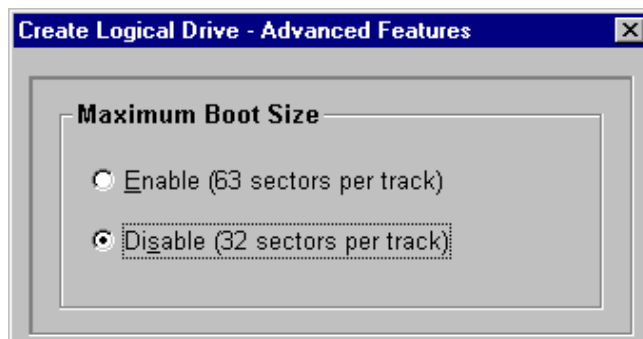 Create Logical Drive - Advanced Features
Maximum Boot Size
Enable (63 sectors per track)
Disable (32 sectors per track)